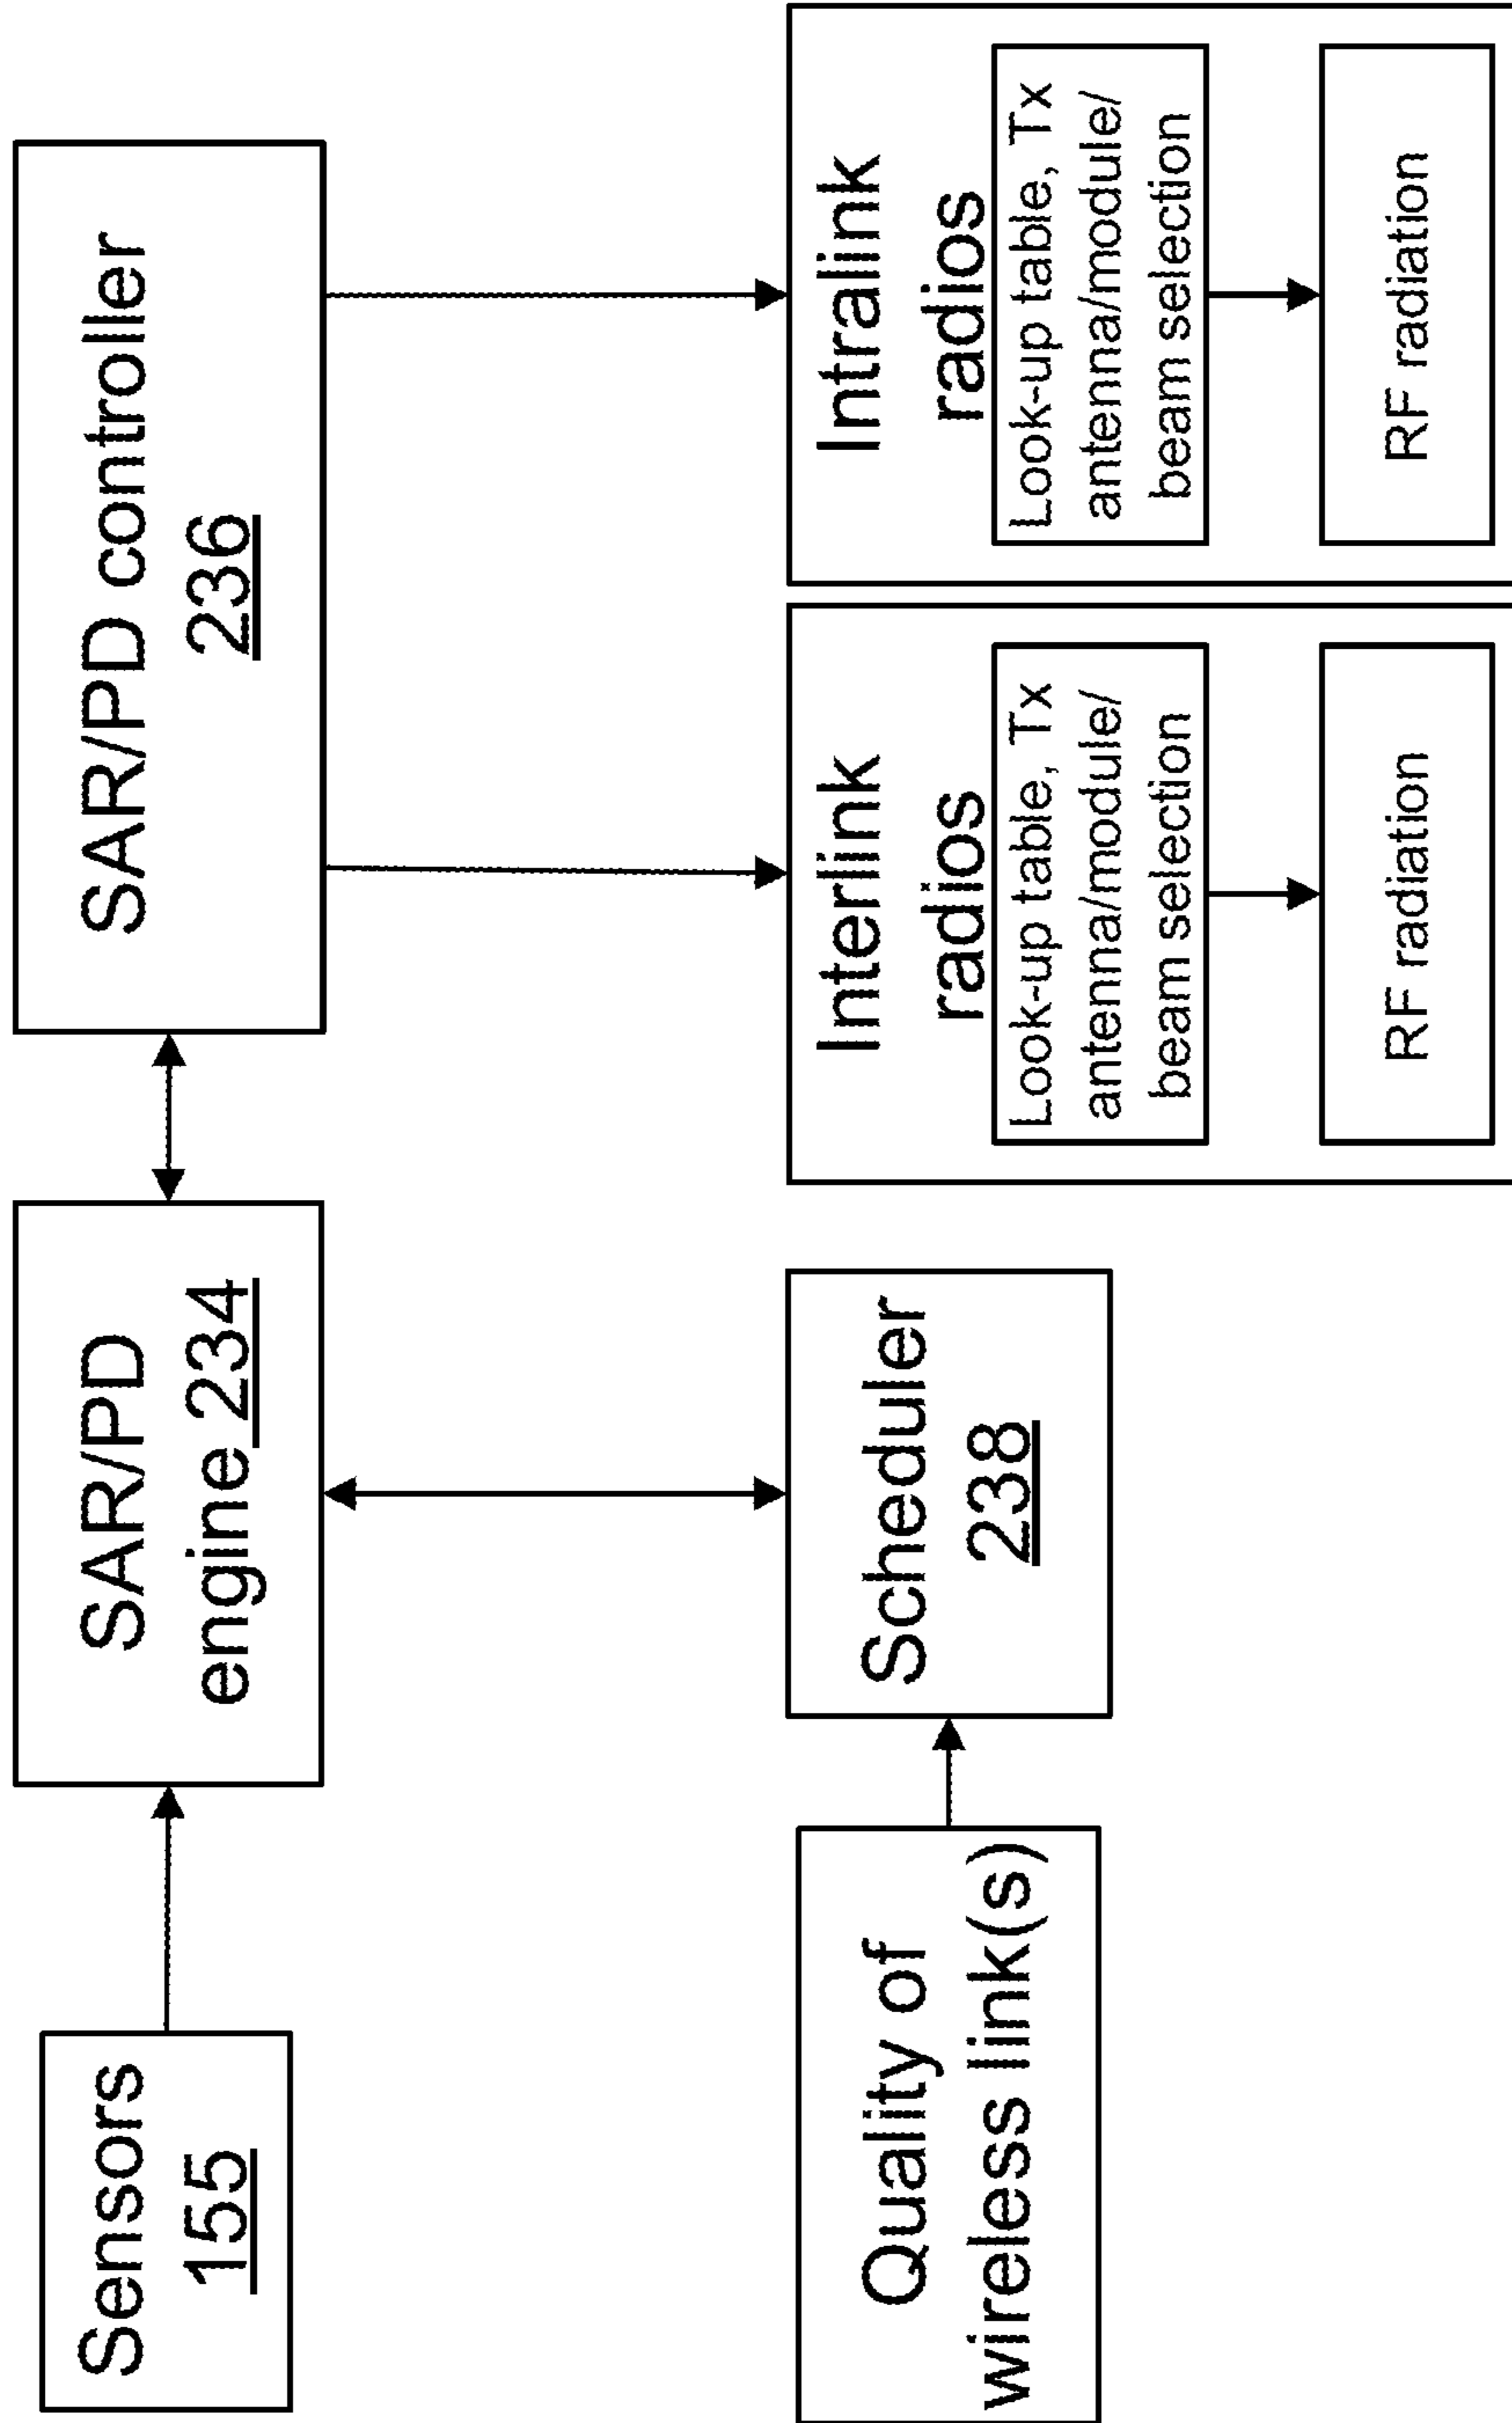 Sensors
155
SAR/PD
engine 234
SAR/PD controller
236
Quality of
wireless link(s)
Scheduler
238
Interlink
radios
Look-up table, Tx
antenna/module/
beam selection
RF radiation
Intralink
radios
Look-up table, Tx
antenna/module/
beam selection
RF radiation